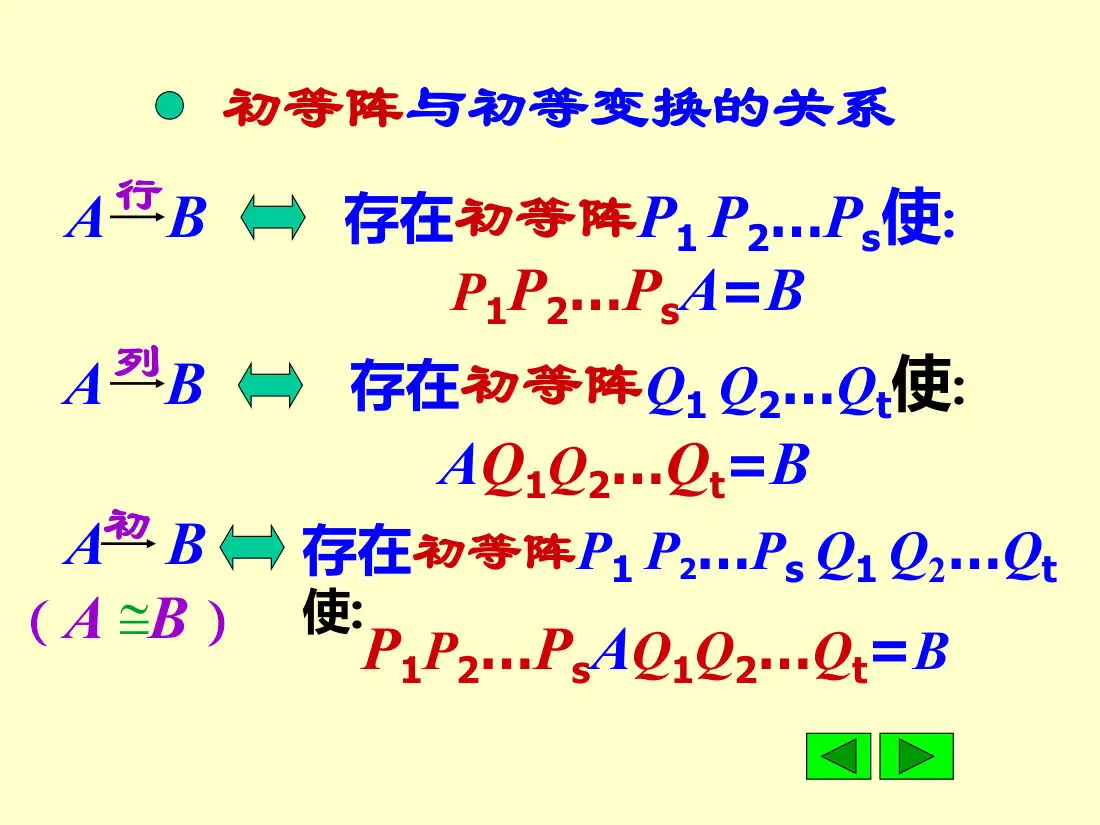 ● 初等阵与初等变换的关系
A 行→ B ⇔ 存在初等阵P₁ P₂…Pₛ使:
P₁P₂…PₛA=B
A 列→ B ⇔ 存在初等阵Q₁ Q₂…Qₜ使:
AQ₁Q₂…Qₜ=B
A 初→ B ⇔ 存在初等阵P₁ P₂…Pₛ Q₁ Q₂…Qₜ
( A ≅B ) 使:
P₁P₂…PₛAQ₁Q₂…Qₜ=B